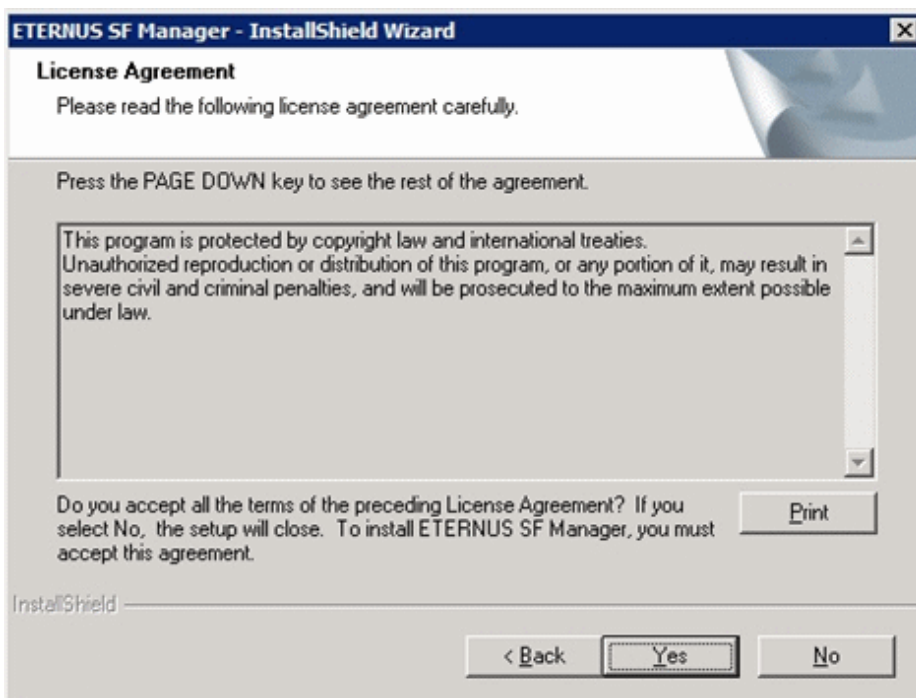 ETERNUS SF Manager - InstallShield Wizard
License Agreement
Please read the following license agreement carefully.
Press the PAGE DOWN key to see the rest of the agreement.
This program is protected by copyright law and international treaties.
Unauthorized reproduction or distribution of this program, or any portion of it, may result in
severe civil and criminal penalties, and will be prosecuted to the maximum extent possible
under law.
Do you accept all the terms of the preceding License Agreement? If you
select No, the setup will close. To install ETERNUS SF Manager, you must
accept this agreement.
Print
InstallShield
< Back
Yes
No